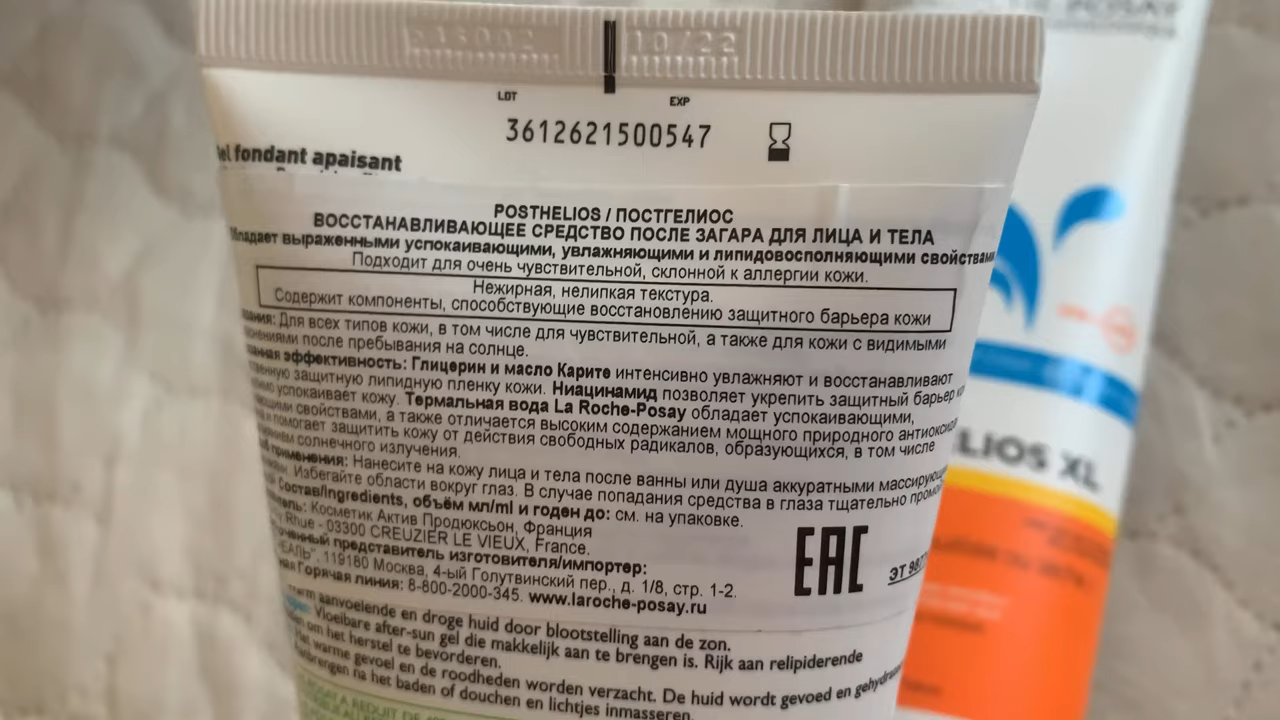 10/22
LOT EXP
3612621500547
fondant apaisant
POSTHELIOS / ПОСТГЕЛИОС
ВОССТАНАВЛИВАЮЩЕЕ СРЕДСТВО ПОСЛЕ ЗАГАРА ДЛЯ ЛИЦА И ТЕЛА
выраженными успокаивающими, увлажняющими и липидовосполняющими свойствами
Подходит для очень чувствительной, склонной к аллергии кожи.
Нежирная, нелипкая текстура.
Содержит компоненты, способствующие восстановлению защитного барьера кожи
Для всех типов кожи, в том числе для чувствительной, а также для кожи с видимыми
после пребывания на солнце.
эффективность: Глицерин и масло Карите интенсивно увлажняют и восстанавливают
защитную липидную пленку кожи. Ниацинамид позволяет укрепить защитный барьер
успокаивает кожу. Термальная вода La Roche-Posay обладает успокаивающими,
свойствами, а также отличается высоким содержанием мощного природного
и помогает защитить кожу от действия свободных радикалов, образующихся, в том числе
солнечного излучения.
применения: Нанесите на кожу лица и тела после ванны или душа аккуратными
Избегайте области вокруг глаз. В случае попадания средства в глаза тщательно
Состав/Ingredients, объём мл/ml и годен до: см. на упаковке.
Косметик Актив Продюксьон, Франция
Rhue - 03300 CREUZIER LE VIEUX, France.
представитель изготовителя/импортер:
119180 Москва, 4-ый Голутвинский пер., д. 1/8, стр. 1-2.
Горячая линия: 8-800-2000-345. www.laroche-posay.ru
EAC
ЭТ
aanvoelende en droge huid door blootstelling aan de zon.
Vloeibare after-sun gel die makkelijk aan te brengen is. Rijk aan relipiderende
om het herstel te bevorderen.
warme gevoel en de roodheden worden verzacht. De huid wordt gevoed en
na het baden of douchen en lichtjes inmasseren.
A REDUIT DE
XL